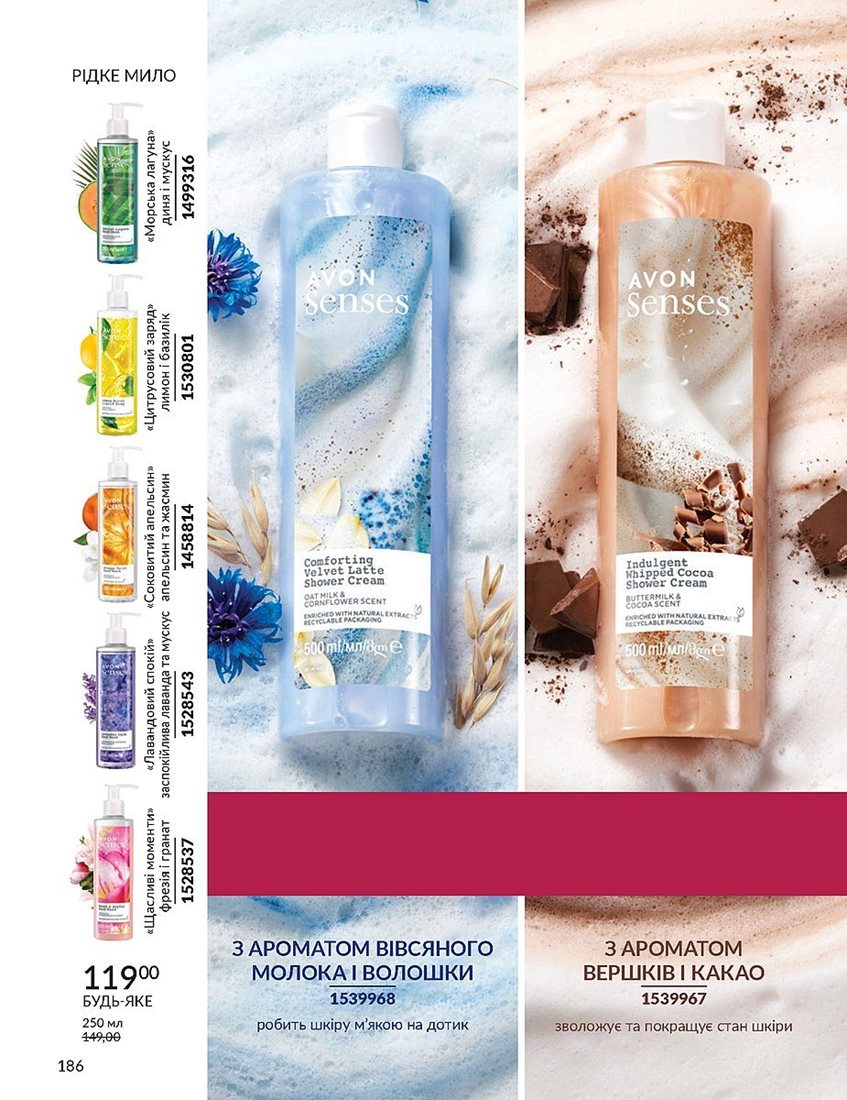 РІДКЕ МИЛО
«Морська лагуна»
диня і мускус
1499316
«Цитрусовий заряд»
лимон і базилік
1530801
«Соковитий апельсин»
апельсин та жасмин
1458814
«Лавандовий спокій»
заспокійлива лаванда та мускус
1528543
«Щасливі моменти»
фрезія і гранат
1528537
119⁰⁰
БУДЬ-ЯКЕ
250 мл
149,00
186
AVON
Senses
Comforting
Velvet Latte
Shower Cream
OAT MILK &
CORNFLOWER SCENT
ENRICHED WITH NATURAL EXTRACTS
RECYCLABLE PACKAGING
500 ml/мл/მლ e
З АРОМАТОМ ВІВСЯНОГО
МОЛОКА І ВОЛОШКИ
1539968
робить шкіру м’якою на дотик
AVON
Senses
Indulgent
Whipped Cocoa
Shower Cream
BUTTERMILK &
COCOA SCENT
ENRICHED WITH NATURAL EXTRACTS
RECYCLABLE PACKAGING
500 ml/мл/მლ e
З АРОМАТОМ
ВЕРШКІВ І КАКАО
1539967
зволожує та покращує стан шкіри